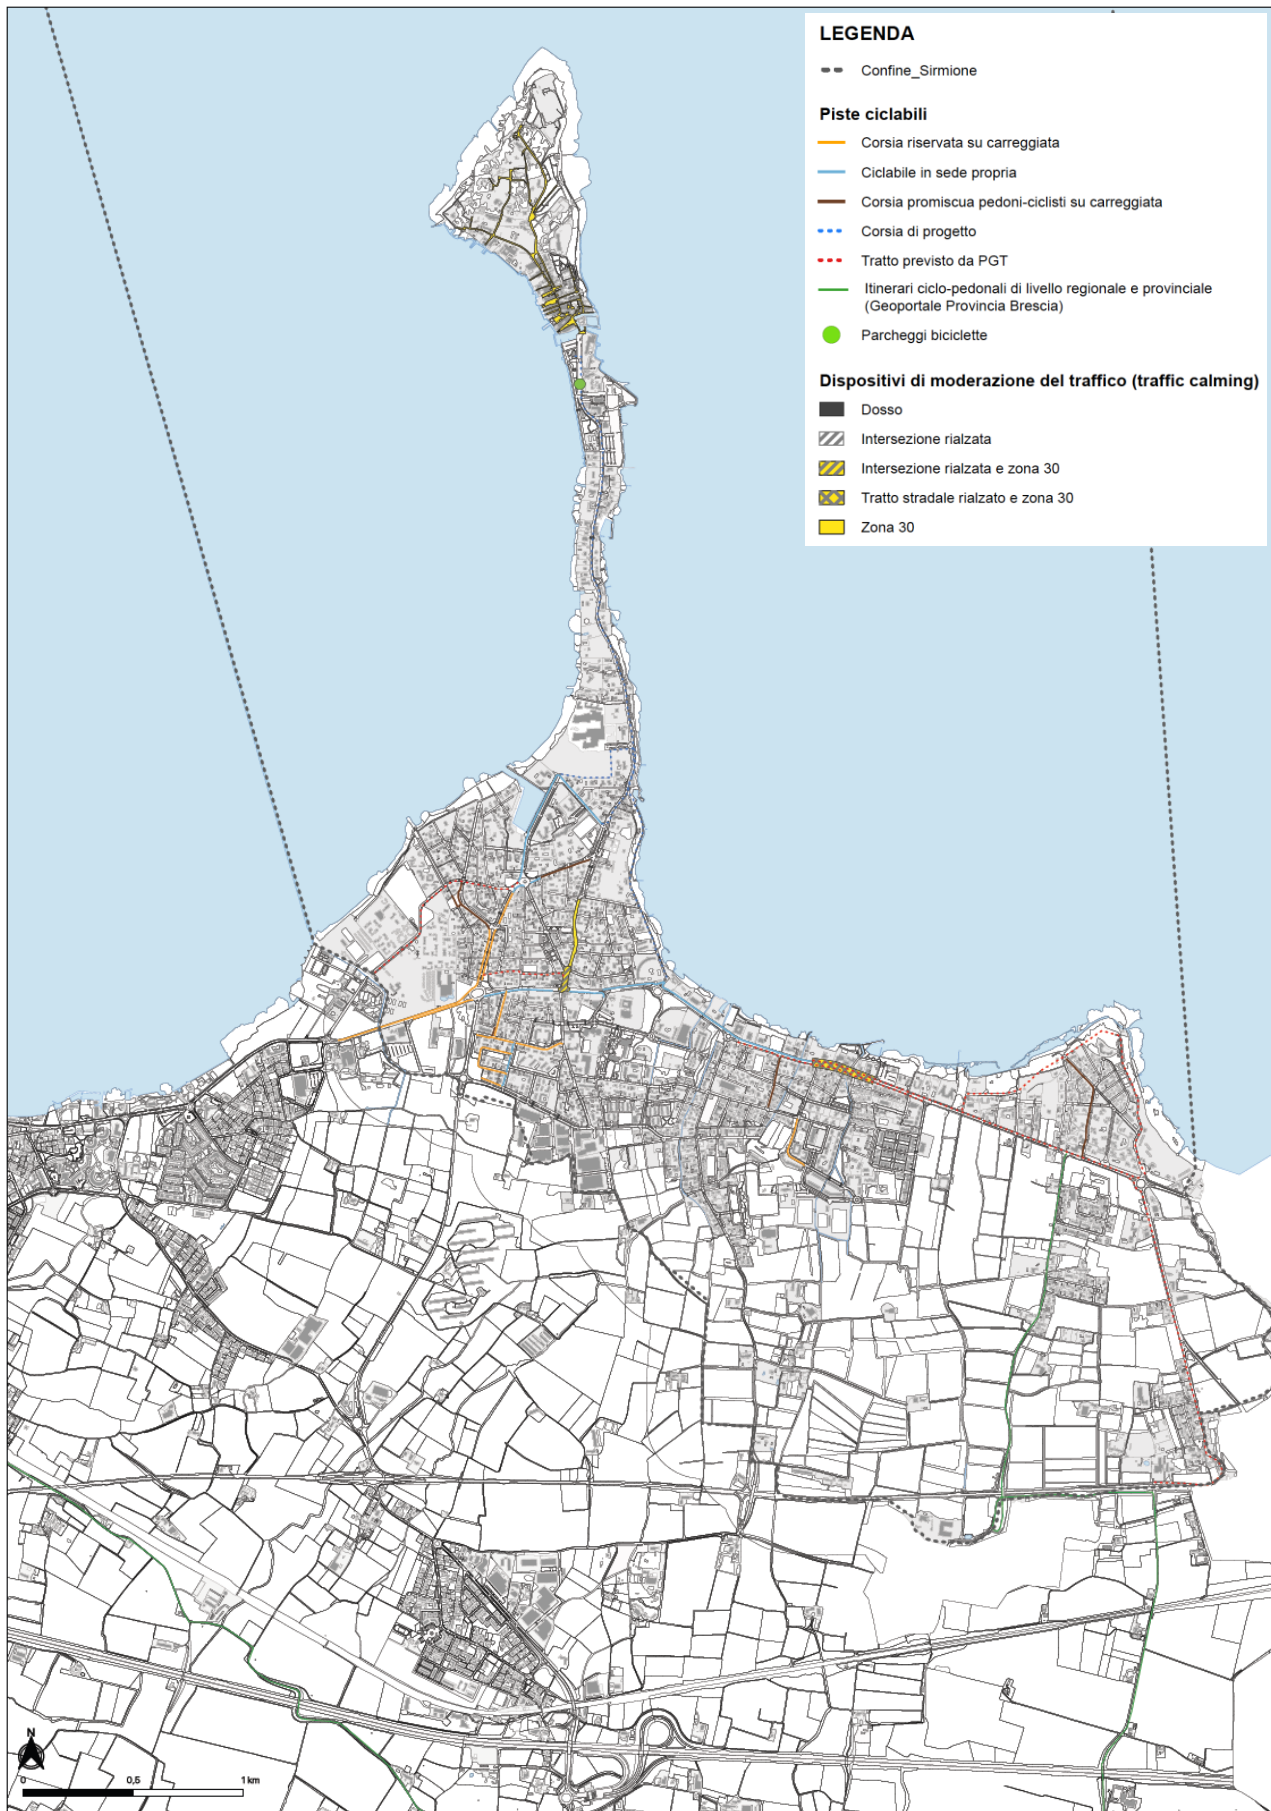 LEGENDA
Confine_Sirmione
Piste ciclabili
Corsia riservata su carreggiata
Ciclabile in sede propria
Corsia promiscua pedoni-ciclisti su carreggiata
Corsia di progetto
Tratto previsto da PGT
Itinerari ciclo-pedonali di livello regionale e provinciale
(Geoportale Provincia Brescia)
Parcheggi biciclette
Dispositivi di moderazione del traffico (traffic calming)
Dosso
Intersezione rialzata
Intersezione rialzata e zona 30
Tratto stradale rialzato e zona 30
Zona 30
N
0 0,5 1 km